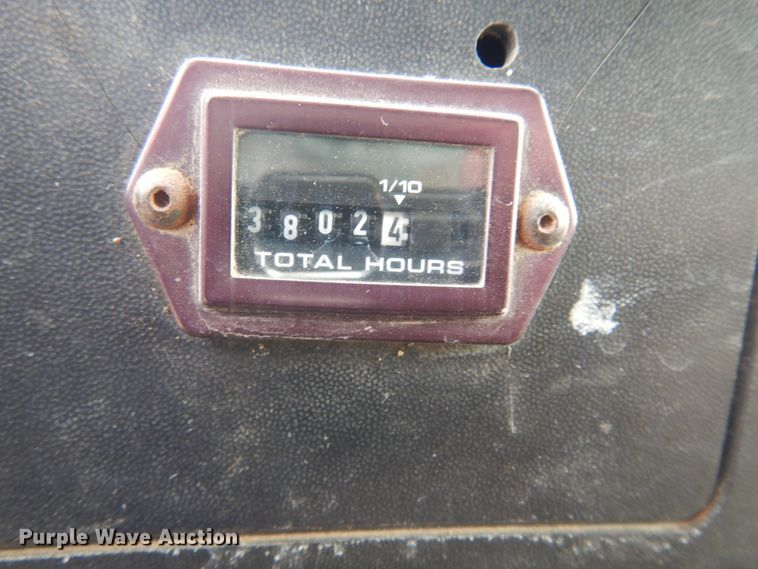 1/10
38024
TOTAL HOURS
Purple Wave Auction